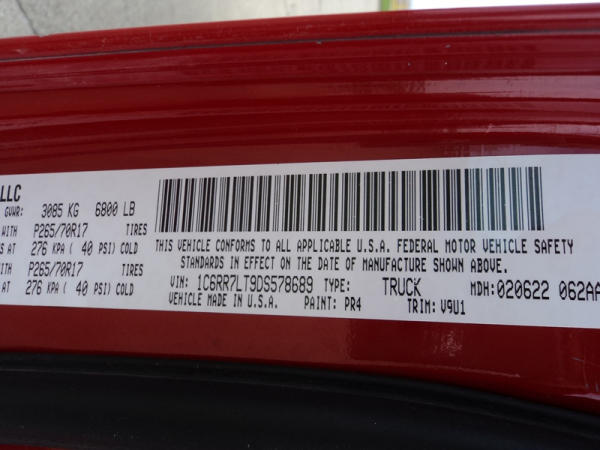 LLC
GVWR: 3085 KG 6800 LB
WITH P265/70R17 TIRES
S AT 276 KPA ( 40 PSI) COLD
WITH P265/70R17 TIRES
S AT 276 KPA ( 40 PSI) COLD
THIS VEHICLE CONFORMS TO ALL APPLICABLE U.S.A. FEDERAL MOTOR VEHICLE SAFETY
STANDARDS IN EFFECT ON THE DATE OF MANUFACTURE SHOWN ABOVE.
VIN: 1C6RR7LT9DS578689 TYPE: TRUCK MDH:020622 062AA
VEHICLE MADE IN U.S.A. PAINT: PR4 TRIM: V9U1